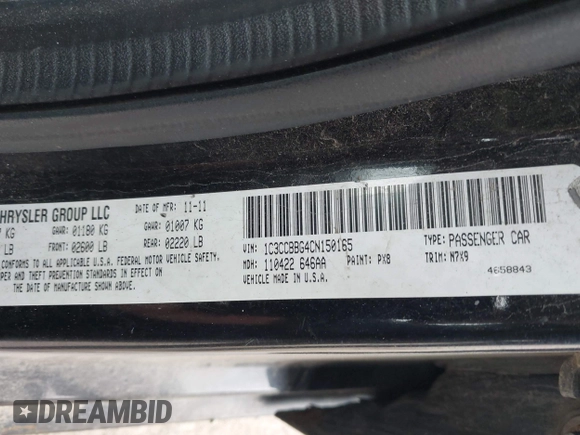 HRYSLER GROUP LLC DATE OF MFR: 11-11
KG GAWR: 01180 KG GAWR: 01007 KG
LB FRONT: 02600 LB REAR: 02220 LB
CONFORMS TO ALL APPLICABLE U.S.A. FEDERAL MOTOR VEHICLE SAFETY,
AND THEFT PREVENTION STANDARDS IN EFFECT ON
THE DATE OF MANUFACTURE SHOWN ABOVE.
VIN: 1C3CCBBG4CN150165 TYPE: PASSENGER CAR
MDH: 110422 646AA PAINT: PX8 TRIM: N7X9
VEHICLE MADE IN U.S.A. 4658843
DREAMBID